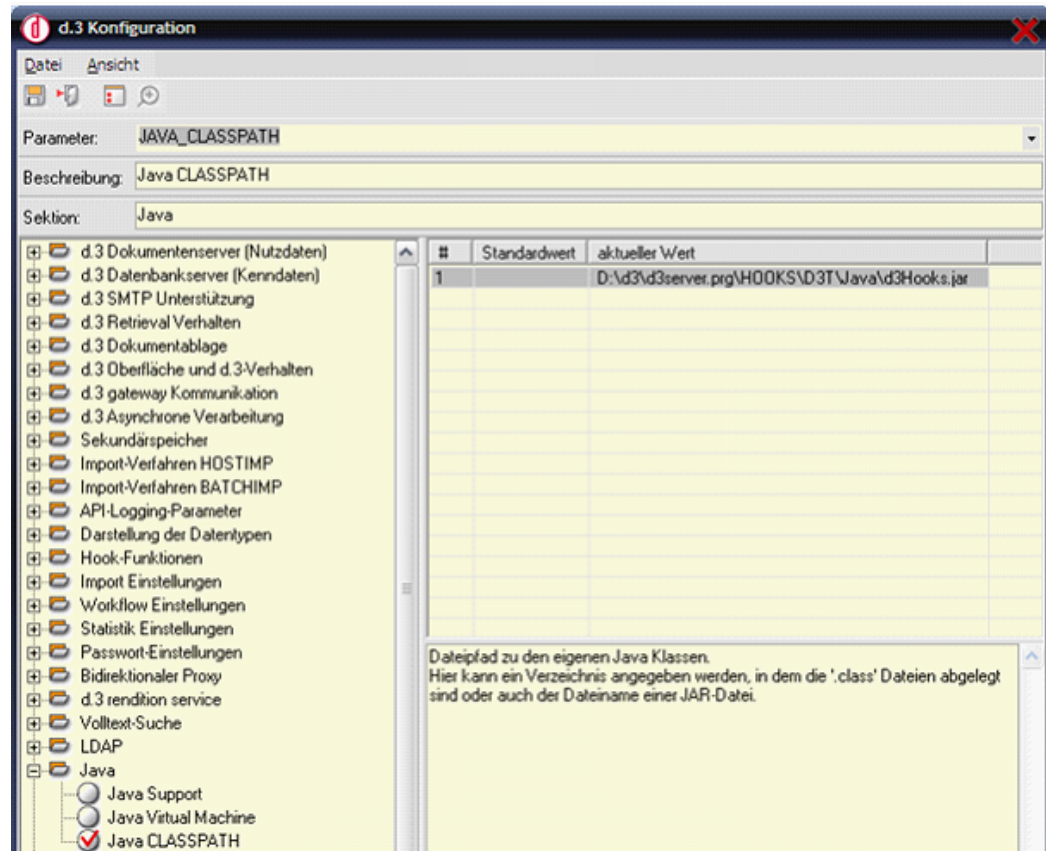 d.3 Konfiguration
Datei Ansicht
Parameter: JAVA_CLASSPATH
Beschreibung: Java CLASSPATH
Sektion: Java
d.3 Dokumentenserver (Nutzdaten)
d.3 Datenbankserver (Kenndaten)
d.3 SMTP Unterstützung
d.3 Retrieval Verhalten
d.3 Dokumentablage
d.3 Oberfläche und d.3-Verhalten
d.3 gateway Kommunikation
d.3 Asynchrone Verarbeitung
Sekundärspeicher
Import-Verfahren HOSTIMP
Import-Verfahren BATCHIMP
API-Logging-Parameter
Darstellung der Datentypen
Hook-Funktionen
Import Einstellungen
Workflow Einstellungen
Statistik Einstellungen
Passwort-Einstellungen
Bidirektionaler Proxy
d.3 rendition service
Volltext-Suche
LDAP
Java
Java Support
Java Virtual Machine
Java CLASSPATH
# Standardwert aktueller Wert
1 D:\d3\d3server.prg\HOOKS\D3T\Java\d3Hooks.jar
Dateipfad zu den eigenen Java Klassen.
Hier kann ein Verzeichnis angegeben werden, in dem die '.class' Dateien abgelegt
sind oder auch der Dateiname einer JAR-Datei.